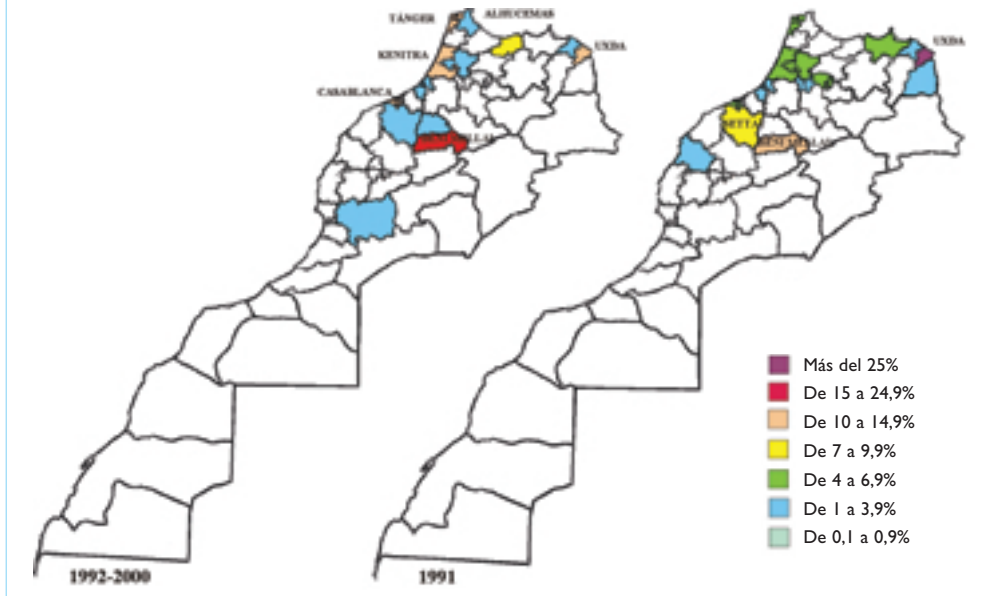 TÁNGER
ALHUCEMAS
KENITRA
UXDA
CASABLANCA
1992-2000
UXDA
SETTA
1991
Más del 25%
De 15 a 24,9%
De 10 a 14,9%
De 7 a 9,9%
De 4 a 6,9%
De 1 a 3,9%
De 0,1 a 0,9%